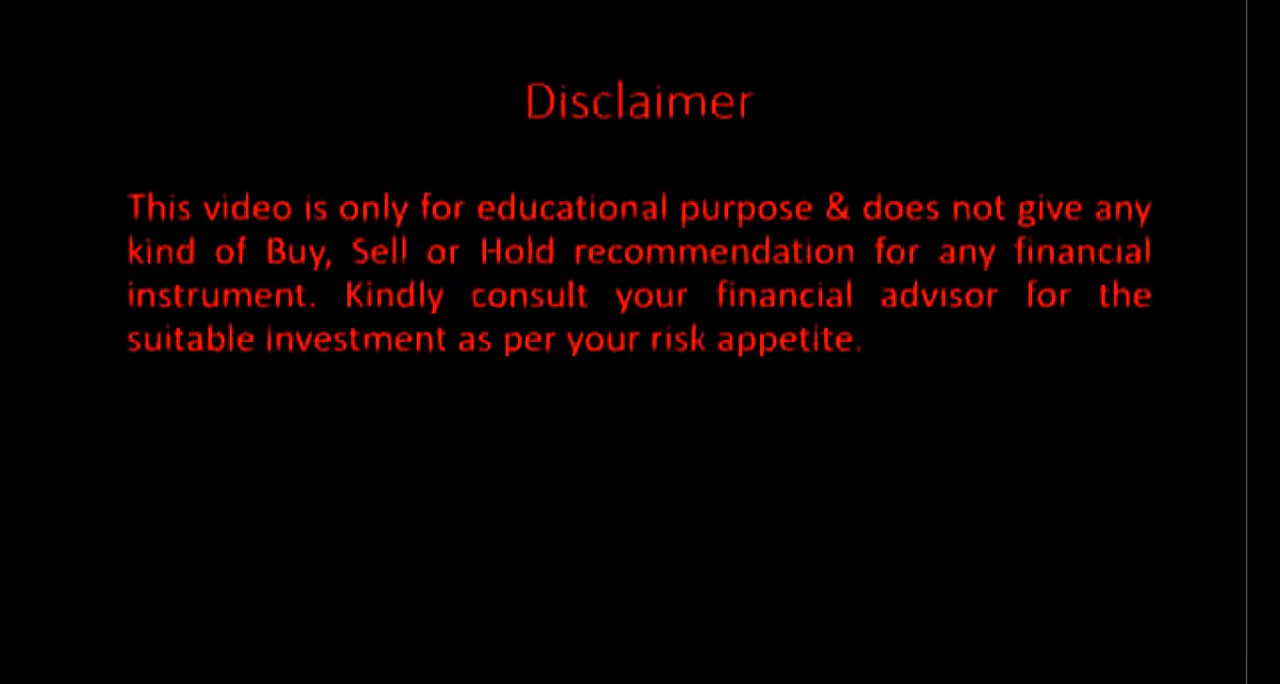 Disclaimer
This video is only for educational purpose & does not give any
kind of Buy, Sell or Hold recommendation for any financial
instrument. Kindly consult your financial advisor for the
suitable investment as per your risk appetite.